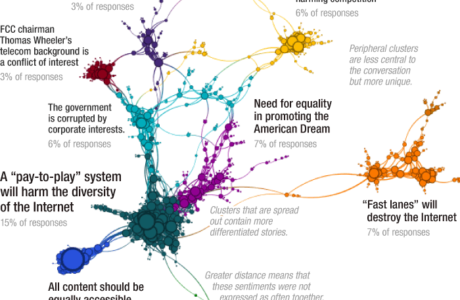 3% of responses
harming competition
6% of responses
FCC chairman
Thomas Wheeler's
telecom background is
a conflict of interest
3% of responses
Peripheral clusters
are less central to
the conversation
but more unique.
The government
is corrupted by
corporate interests.
6% of responses
Need for equality
in promoting the
American Dream
7% of responses
A “pay-to-play” system
will harm the diversity
of the Internet
15% of responses
Clusters that are spread
out contain more
differentiated stories.
“Fast lanes” will
destroy the Internet
7% of responses
Greater distance means that
these sentiments were not
expressed as often together
All content should be
equally accessible